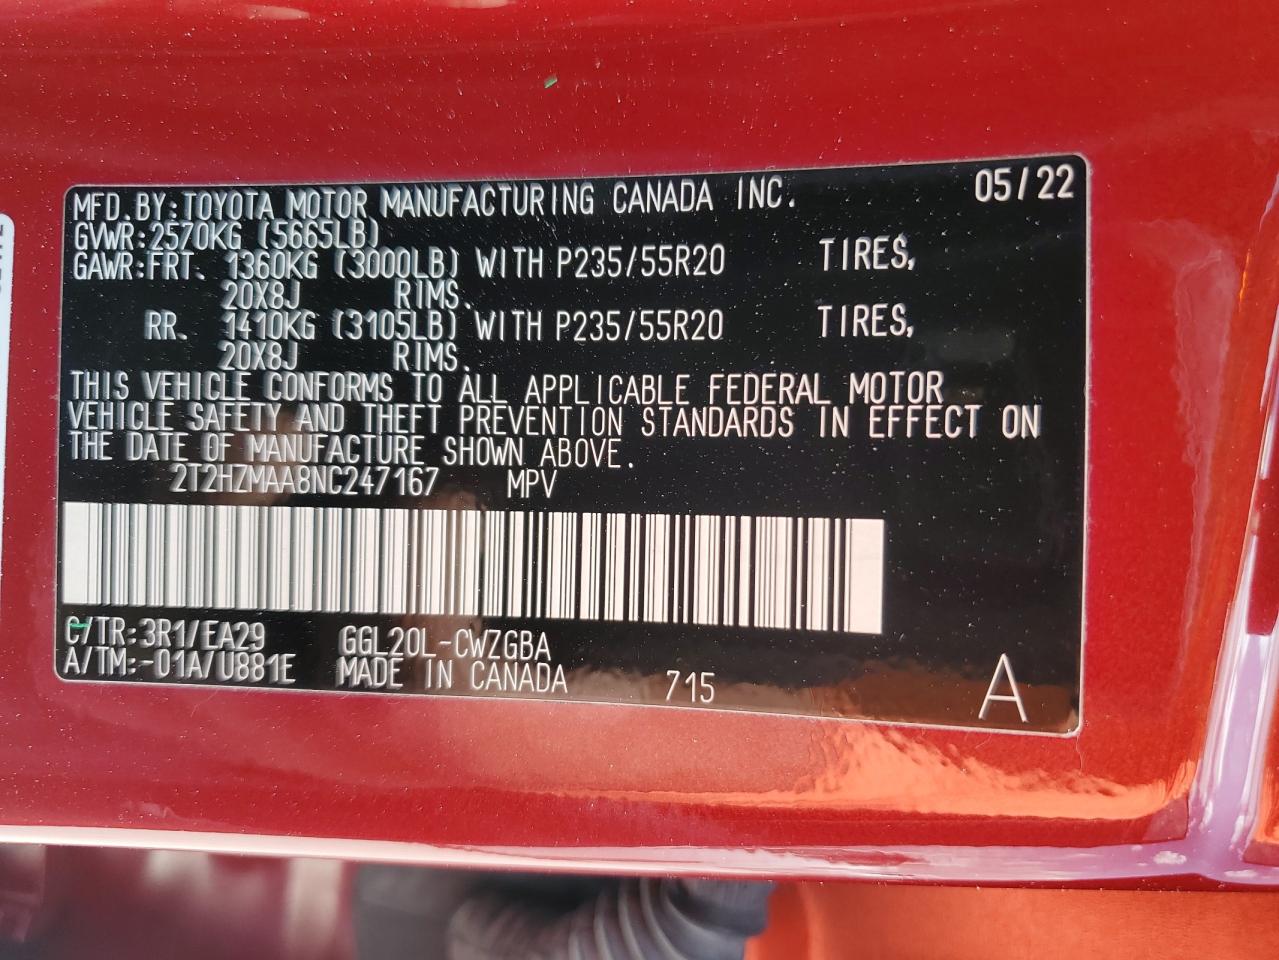 MFD.BY:TOYOTA MOTOR MANUFACTURING CANADA INC. 05/22
GVWR:2570KG (5665LB)
GAWR:FRT. 1360KG (3000LB) WITH P235/55R20 TIRES,
20X8J RIMS.
RR. 1410KG (3105LB) WITH P235/55R20 TIRES,
20X8J RIMS.
THIS VEHICLE CONFORMS TO ALL APPLICABLE FEDERAL MOTOR
VEHICLE SAFETY AND THEFT PREVENTION STANDARDS IN EFFECT ON
THE DATE OF MANUFACTURE SHOWN ABOVE.
2T2HZMAA8NC247167 MPV
C/TR:3R1/EA29 GGL20L-CWZGBA
A/TM:-01A/U881E MADE IN CANADA 715 A